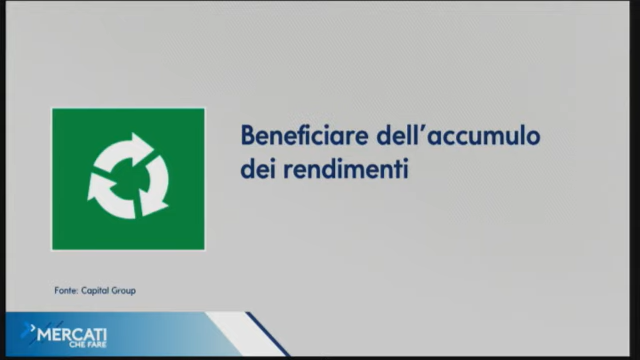 Beneficiare dell'accumulo
dei rendimenti
Fonte: Capital Group
MERCATI
CHE FARE